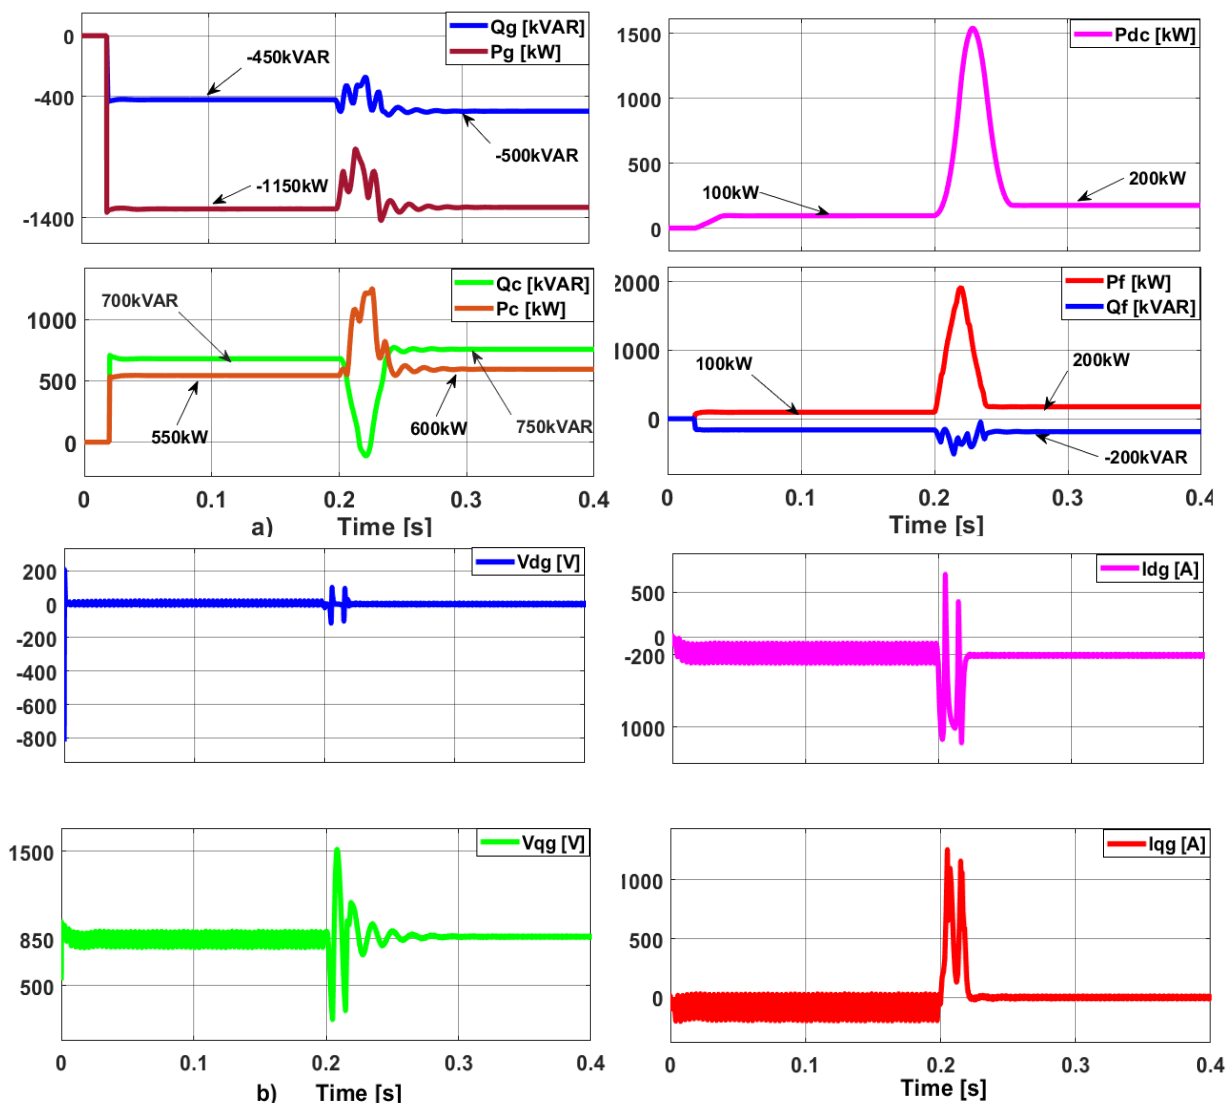 Qg [kVAR]
Pg [kW]
0
-400
-1400
-450kVAR
-1150kW
-500kVAR
Pdc [kW]
1500
1000
500
0
100kW
200kW
Qc [kVAR]
Pc [kW]
1000
500
0
700kVAR
550kW
600kW
750kVAR
0
0.1
0.2
0.3
0.4
a)
Time [s]
Pf [kW]
Qf [kVAR]
2000
1000
0
100kW
200kW
-200kVAR
0
0.1
0.2
0.3
0.4
Time [s]
Vdg [V]
200
0
-200
-400
-600
-800
Idg [A]
500
0
-200
1000
Vqg [V]
1500
850
500
0
0.1
0.2
0.3
0.4
b)
Time [s]
Iqg [A]
1000
500
0
0
0.1
0.2
0.3
0.4
Time [s]